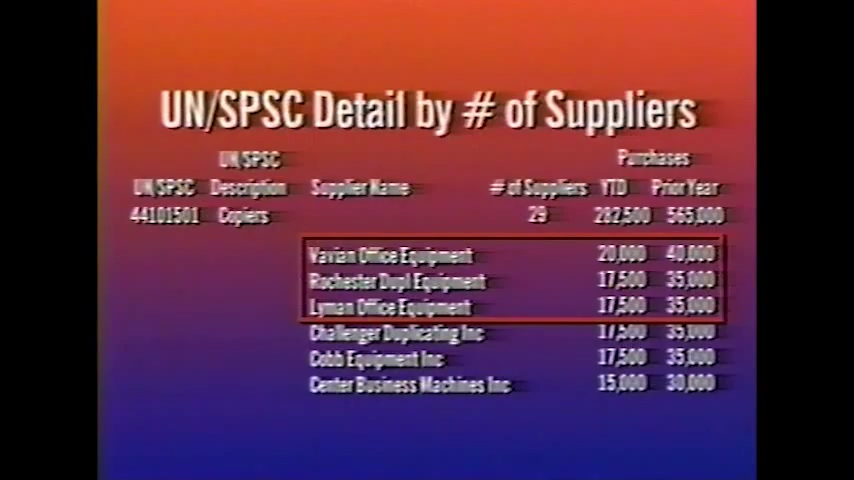 UN/SPSC Detail by # of Suppliers
UN/SPSC Purchases
UN/SPSC Description Supplier Name # of Suppliers YTD Prior Year
44101501 Copiers 29 282,500 565,000
Vavian Office Equipment 20,000 40,000
Rochester Dupl Equipment 17,500 35,000
Lyman Office Equipment 17,500 35,000
Challenger Duplicating Inc 17,500 35,000
Cobb Equipment Inc 17,500 35,000
Center Business Machines Inc 15,000 30,000